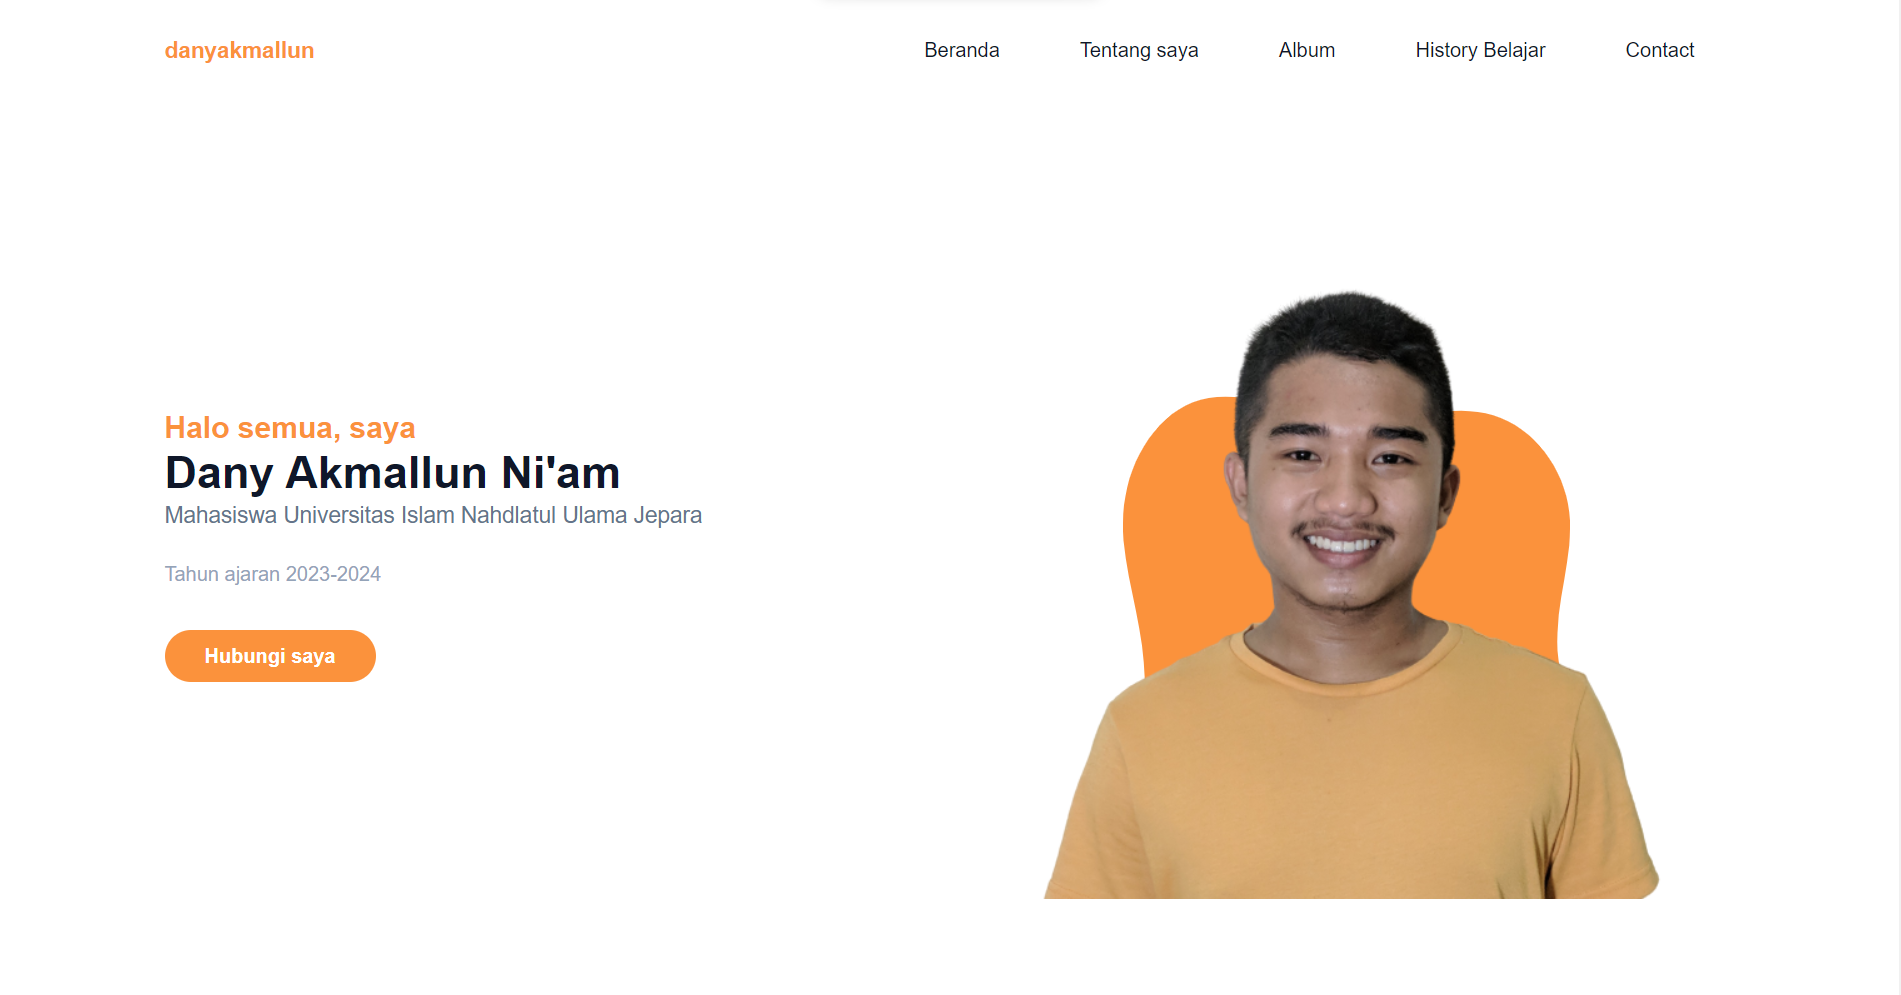 danyakmallun
Beranda Tentang saya Album History Belajar Contact
Halo semua, saya
Dany Akmallun Ni'am
Mahasiswa Universitas Islam Nahdlatul Ulama Jepara
Tahun ajaran 2023-2024
Hubungi saya